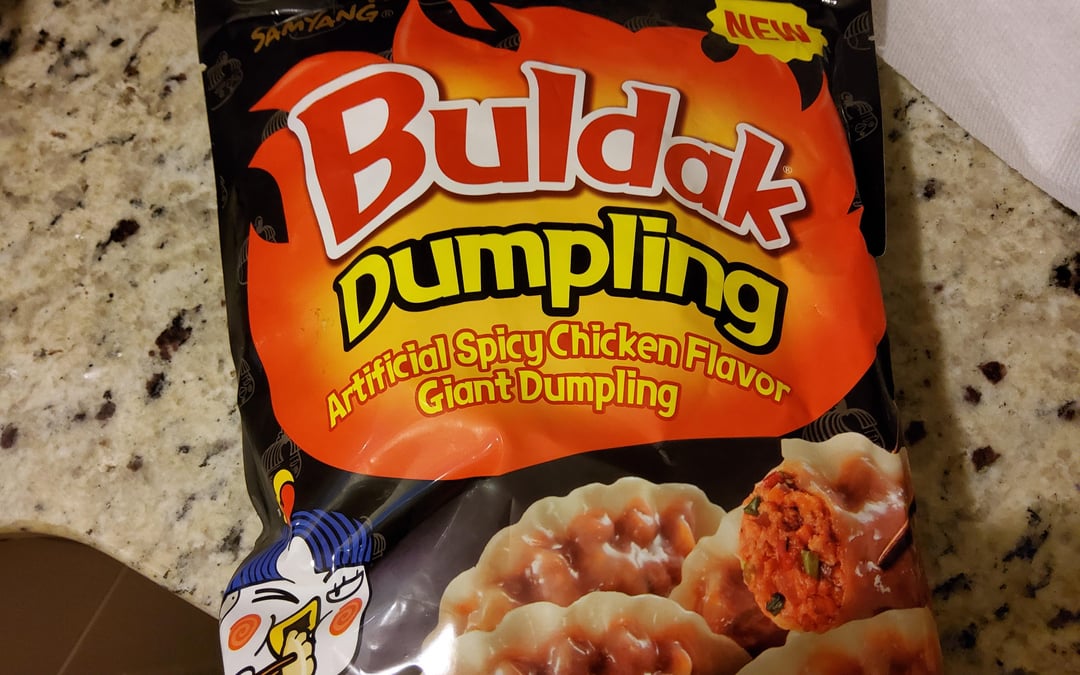 SAMYANG®
NEW
Buldak®
Dumpling
Artificial Spicy Chicken Flavor
Giant Dumpling